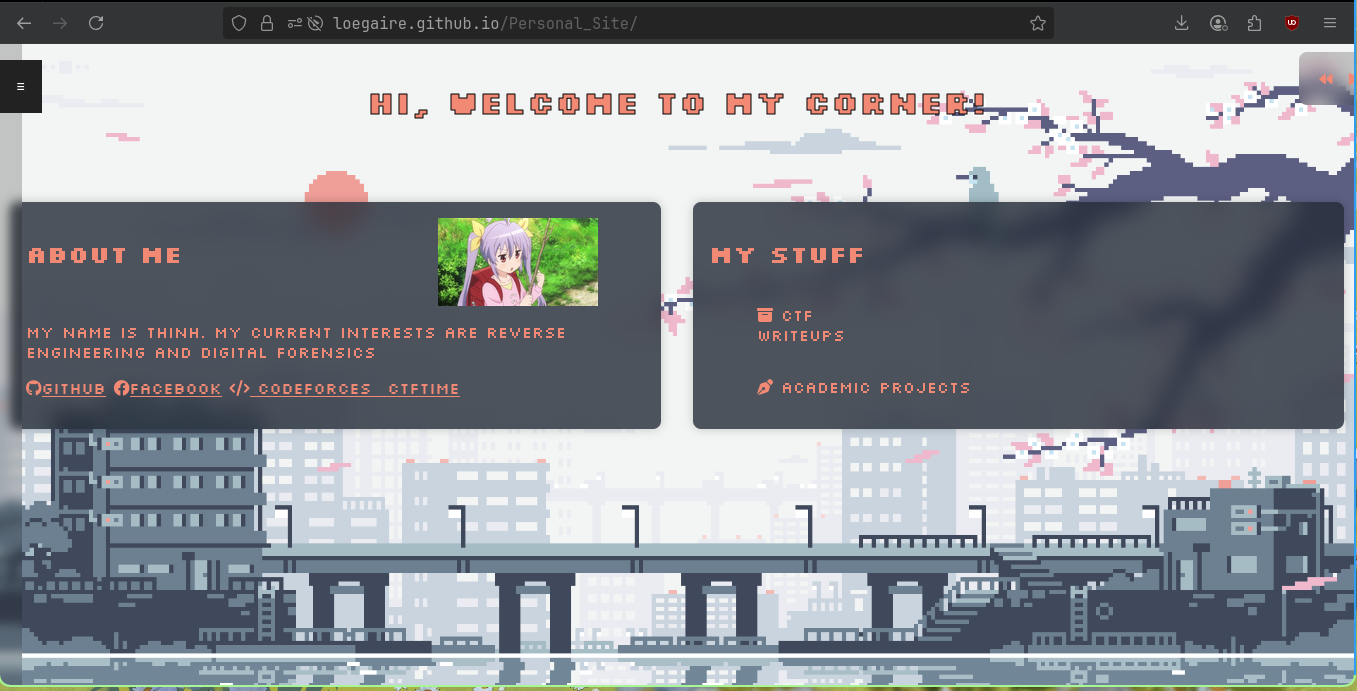 loegaire.github.io/Personal_Site/
HI, WELCOME TO MY CORNER!
ABOUT ME
MY NAME IS THINH. MY CURRENT INTERESTS ARE REVERSE
ENGINEERING AND DIGITAL FORENSICS
GITHUB FACEBOOK </> CODEFORCES CTFTIME
MY STUFF
CTF
WRITEUPS
ACADEMIC PROJECTS